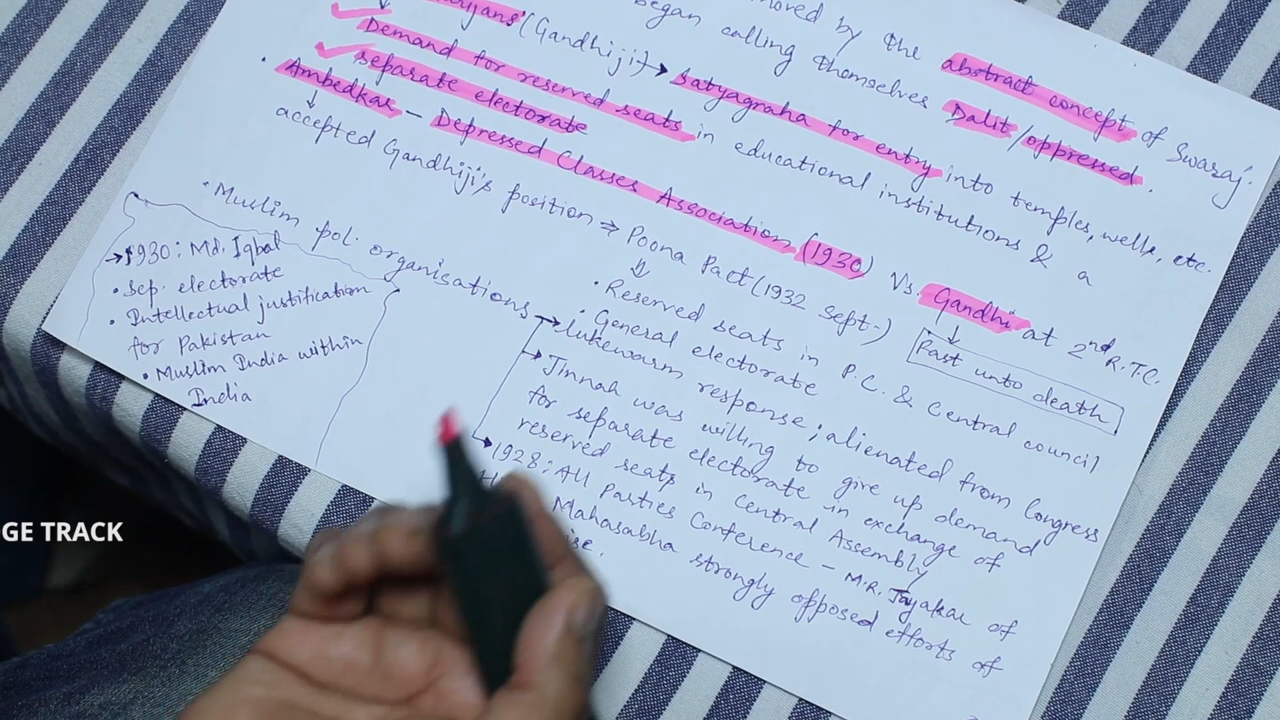 moved by the abstract concept of Swaraj.
began calling themselves Dalit/oppressed.
(Gandhiji) → Satyagraha for entry into temples, wells, etc.
Demand for reserved seats in educational institutions & a
separate electorate
• Ambedkar – Depressed Classes Association (1930) Vs Gandhi at 2nd R.T.C.
Fast unto death
accepted Gandhiji's position ⇒ Poona Pact (1932 Sept.)
• Reserved seats in P.C. & Central council
• General electorate
• Muslim pol. organisations → lukewarm response; alienated from Congress
→ Jinnah was willing to give up demand
for separate electorate in exchange of
reserved seats in Central Assembly
→ 1928: All Parties Conference – M.R. Jayakar of
Mahasabha strongly opposed efforts of
→ 1930: Md. Iqbal
• Sep. electorate
• Intellectual justification
for Pakistan
• Muslim India within
India
GE TRACK